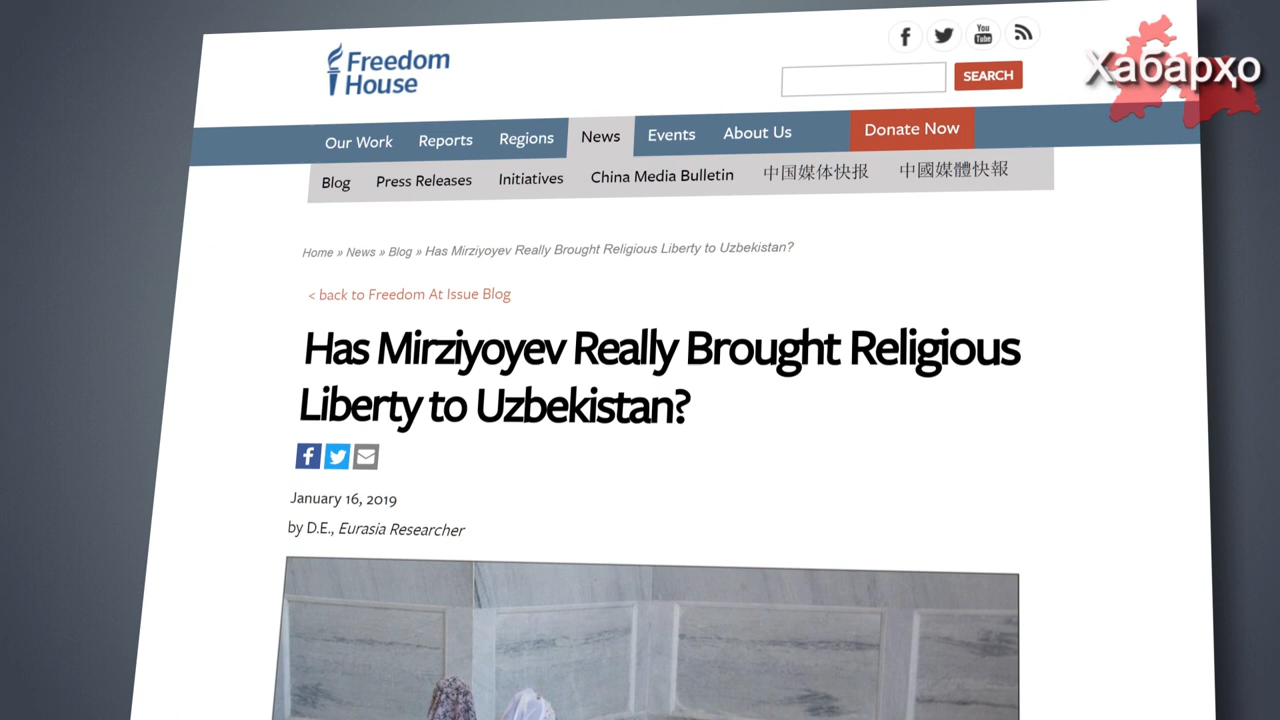 Freedom
House
You
Tube
SEARCH
Хабарҳо
Our Work Reports Regions News Events About Us Donate Now
Blog Press Releases Initiatives China Media Bulletin 中国媒体快报 中國媒體快報
Home » News » Blog » Has Mirziyoyev Really Brought Religious Liberty to Uzbekistan?
< back to Freedom At Issue Blog
Has Mirziyoyev Really Brought Religious
Liberty to Uzbekistan?
January 16, 2019
by D.E., Eurasia Researcher